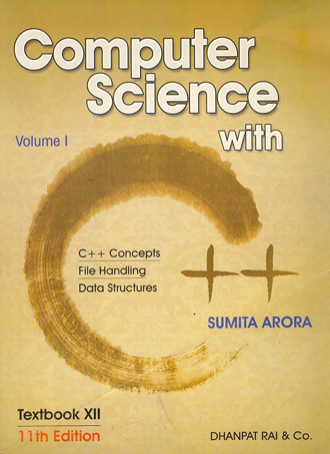 Computer
Science
with
Volume I
C++
C++ Concepts
File Handling
Data Structures
SUMITA ARORA
Textbook XII
11th Edition
DHANPAT RAI & Co.